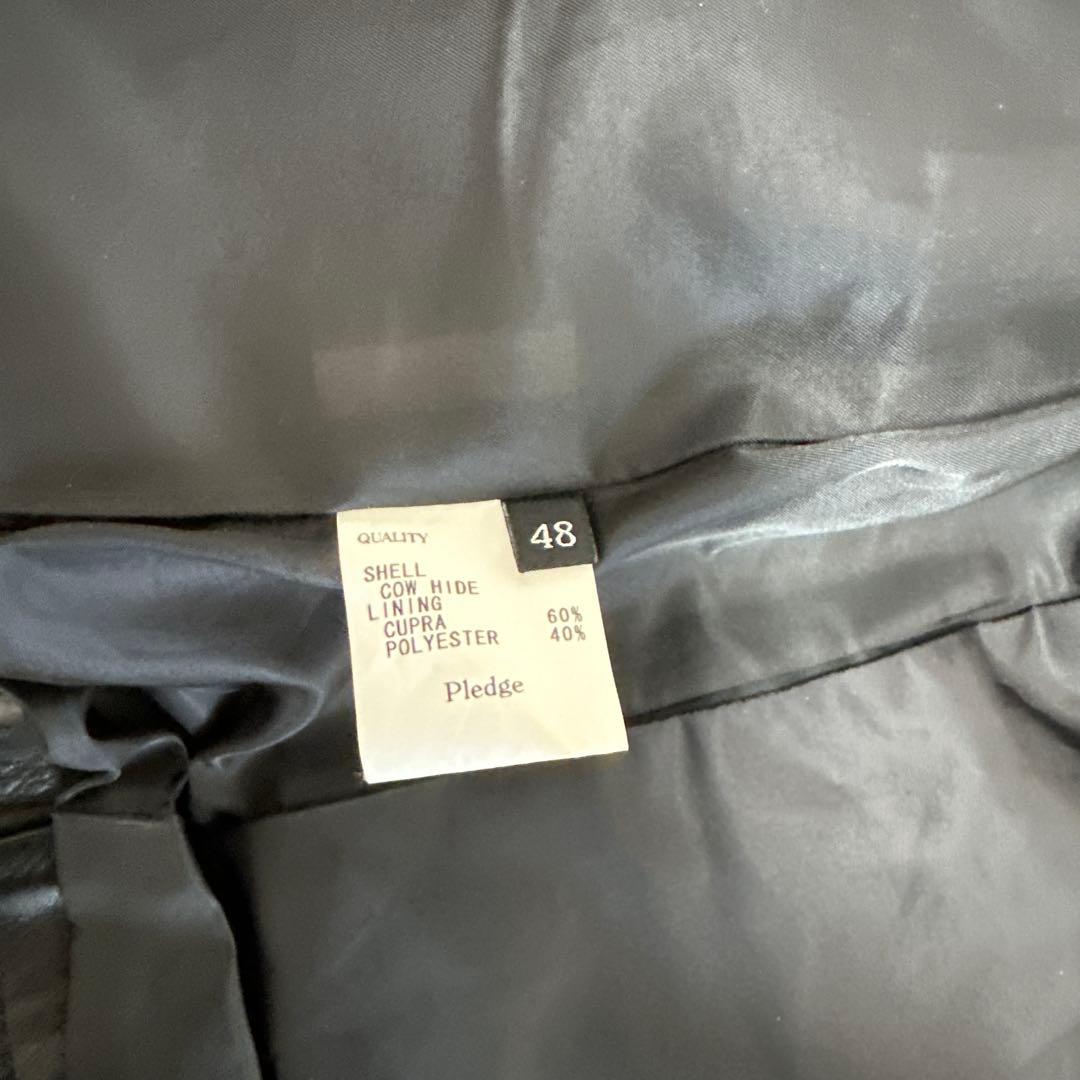 48
QUALITY
SHELL
COW HIDE
LINING
CUPRA 60%
POLYESTER 40%
Pledge